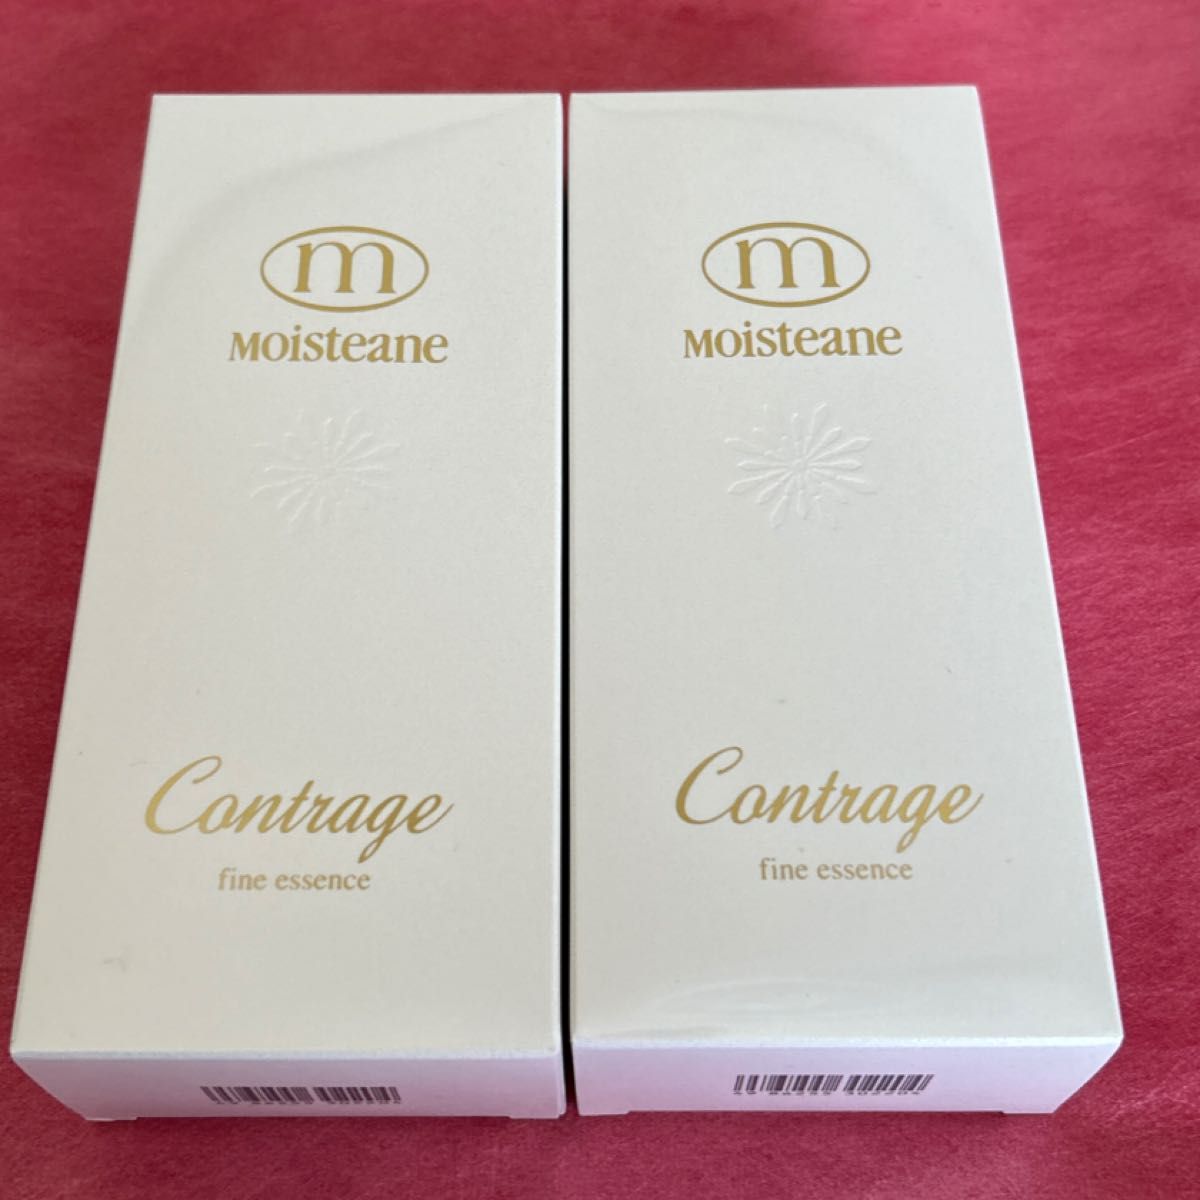 m
Moisteane
Contrage
fine essence
m
Moisteane
Contrage
fine essence